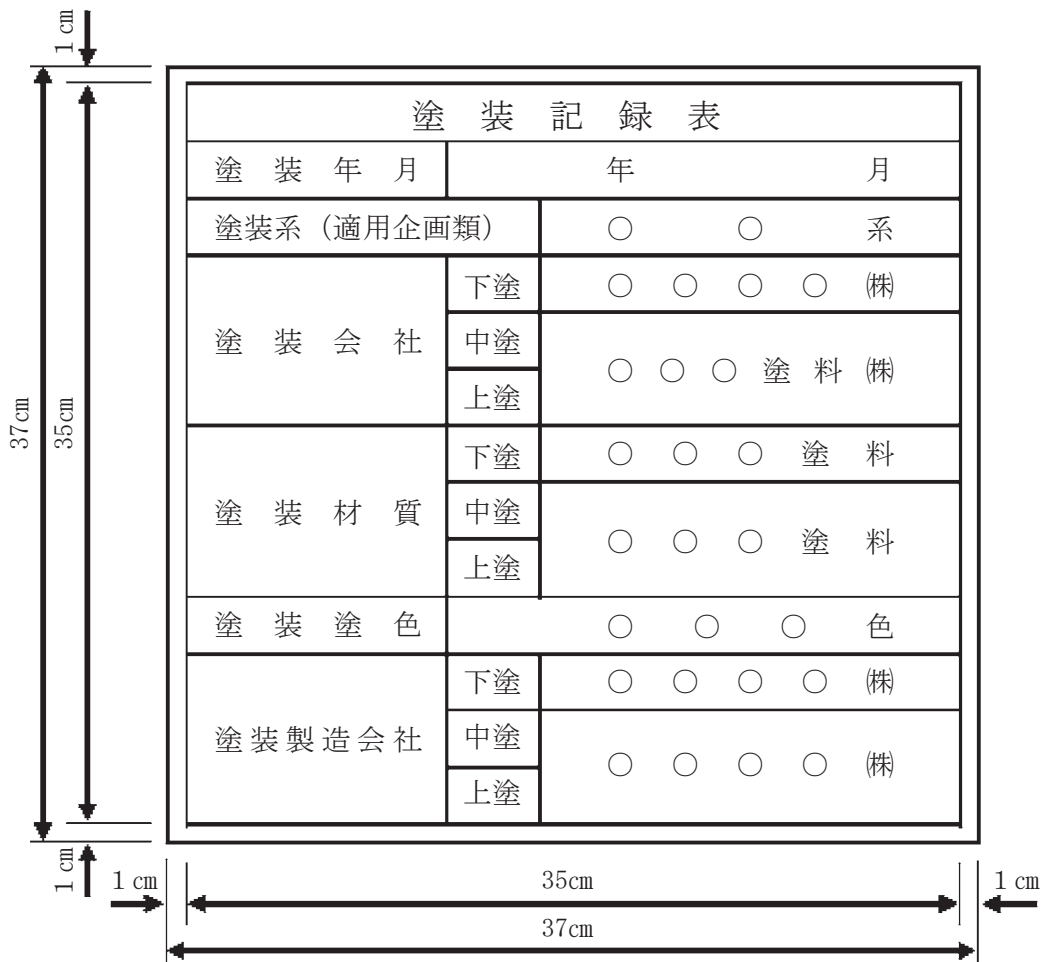 1 cm
塗装記録表
塗装年月 年 月
塗装系（適用企画類） ○ ○ 系
塗装会社 下塗 ○ ○ ○ ○ ㈱
中塗 ○ ○ ○ 塗料 ㈱
上塗
塗装材質 下塗 ○ ○ ○ 塗料
中塗 ○ ○ ○ 塗料
上塗
塗装塗色 ○ ○ ○ 色
塗装製造会社 下塗 ○ ○ ○ ○ ㈱
中塗 ○ ○ ○ ○ ㈱
上塗
37cm
35cm
1 cm
1 cm
35cm
1 cm
37cm